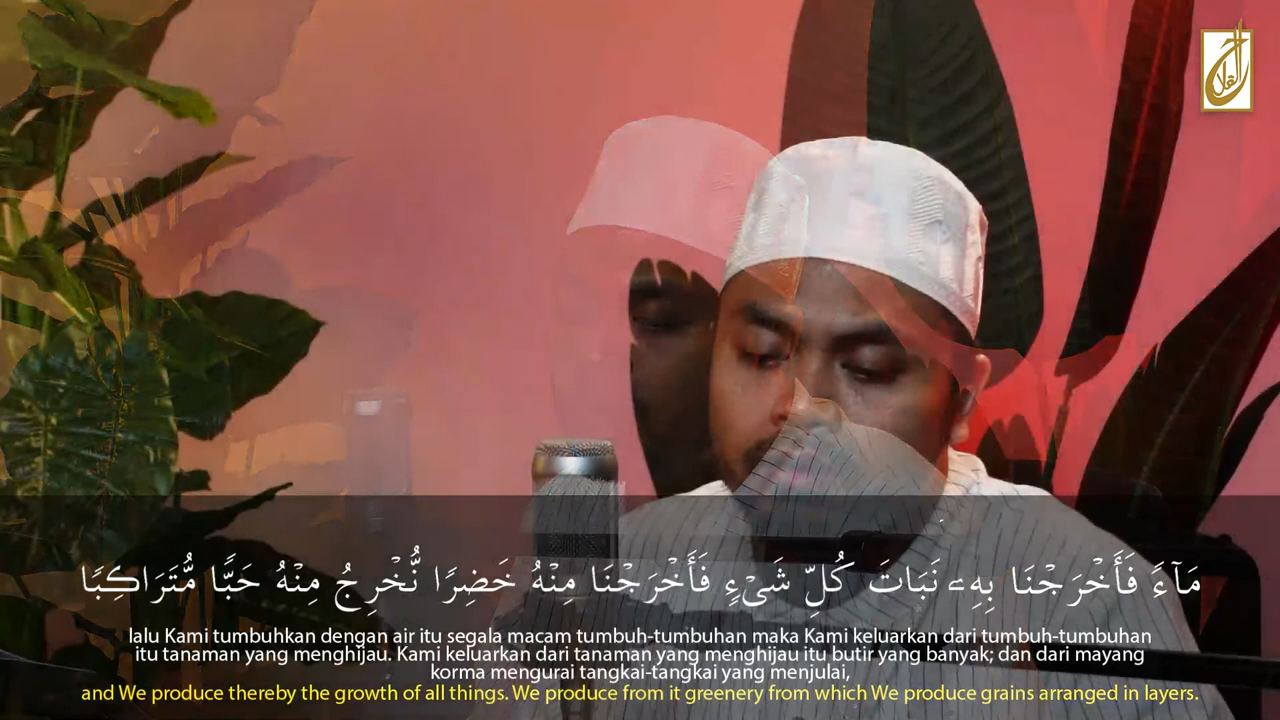 القلاح
مَآءً فَأَخْرَجْنَا بِهِۦ نَبَاتَ كُلِّ شَىْءٍ فَأَخْرَجْنَا مِنْهُ خَضِرًا نُّخْرِجُ مِنْهُ حَبًّا مُّتَرَاكِبًا
lalu Kami tumbuhkan dengan air itu segala macam tumbuh-tumbuhan maka Kami keluarkan dari tumbuh-tumbuhan
itu tanaman yang menghijau. Kami keluarkan dari tanaman yang menghijau itu butir yang banyak; dan dari mayang
korma mengurai tangkai-tangkai yang menjulai,
and We produce thereby the growth of all things. We produce from it greenery from which We produce grains arranged in layers.